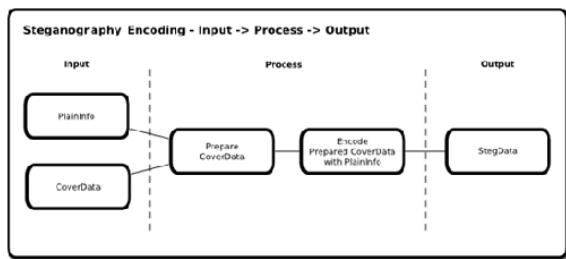 Steganography Encoding - Input -> Process -> Output
Input
Process
Output
PlainInfo
CoverData
Prepare
CoverData
Encode
Prepared CoverData
with PlainInfo
StegData